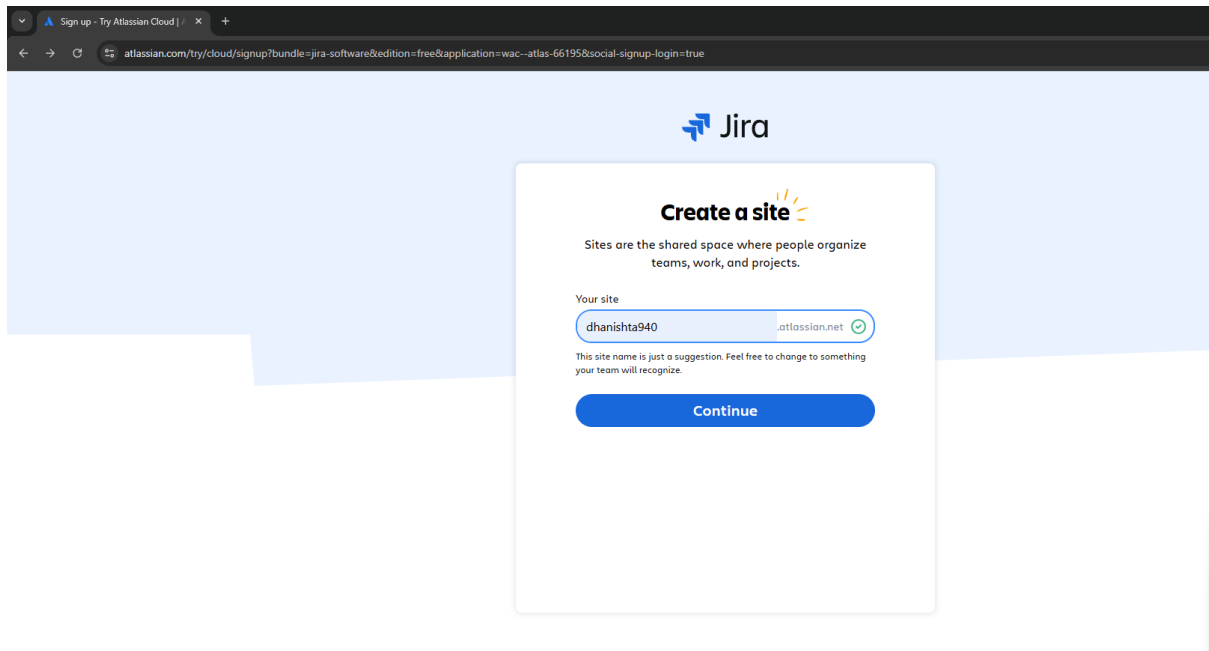 Sign up - Try Atlassian Cloud | A
atlassian.com/try/cloud/signup?bundle=jira-software&edition=free&application=wac--atlas-66195&social-signup-login=true
Jira
Create a site
Sites are the shared space where people organize
teams, work, and projects.
Your site
dhanishta940 .atlassian.net
This site name is just a suggestion. Feel free to change to something
your team will recognize.
Continue